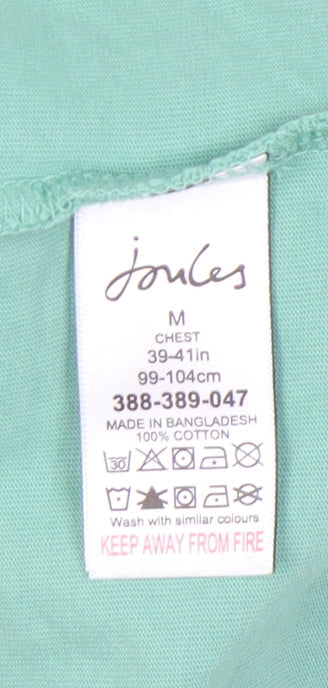 Joules
M
CHEST
39-41in
99-104cm
388-389-047
MADE IN BANGLADESH
100% COTTON
30
Wash with similar colours
KEEP AWAY FROM FIRE